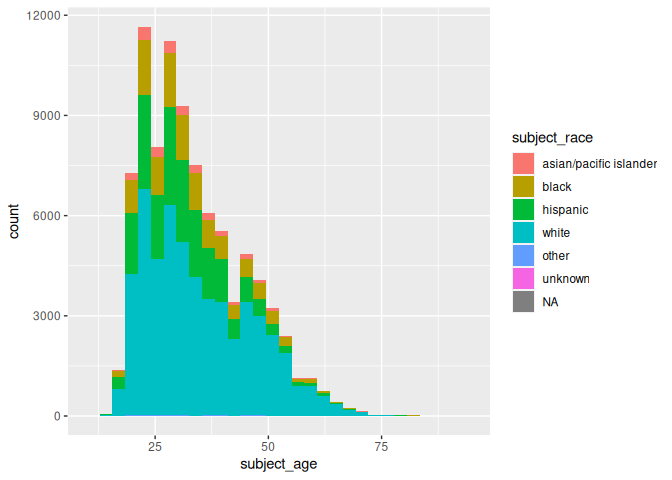 12000
9000
6000
3000
0
count
25
50
75
subject_age
subject_race
asian/pacific islander
black
hispanic
white
other
unknown
NA